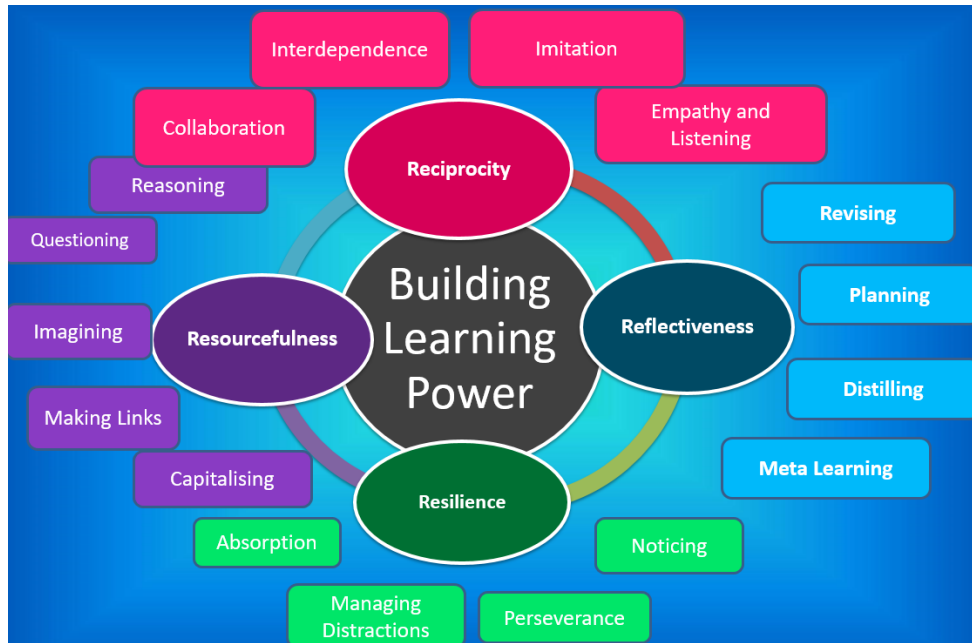 Interdependence
Imitation
Collaboration
Empathy and
Listening
Reciprocity
Reasoning
Questioning
Revising
Planning
Building
Learning
Power
Resourcefulness
Reflectiveness
Imagining
Distilling
Making Links
Meta Learning
Capitalising
Resilience
Absorption
Noticing
Managing
Distractions
Perseverance